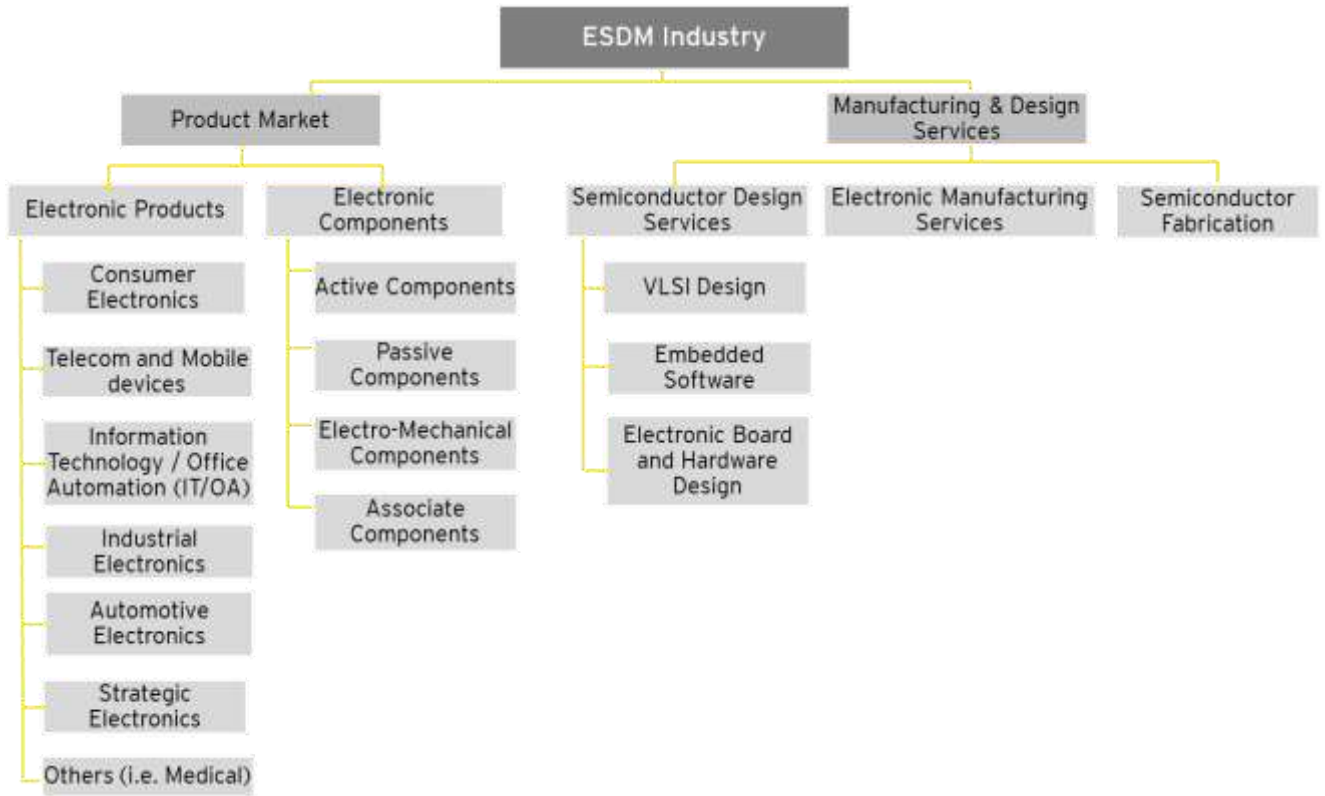 ESDM Industry
Product Market
Manufacturing & Design
Services
Electronic Products
Electronic
Components
Semiconductor Design
Services
Electronic Manufacturing
Services
Semiconductor
Fabrication
Consumer
Electronics
Telecom and Mobile
devices
Information
Technology / Office
Automation (IT/OA)
Industrial
Electronics
Automotive
Electronics
Strategic
Electronics
Others (i.e. Medical)
Active Components
Passive
Components
Electro-Mechanical
Components
Associate
Components
VLSI Design
Embedded
Software
Electronic Board
and Hardware
Design